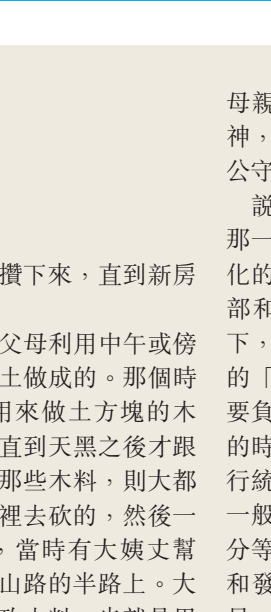 攢下來，直到新房
父母利用中午或傍
土做成的。那個時
用來做土方塊的木
直到天黑之後才跟
那些木料，則大都
裡去砍的，然後一
，當時有大姨丈幫
山路的半路上。大
母親
神，
公守
説
那一
化的
部和
下，
的「
要負
的時
行統
一般
分等
和發